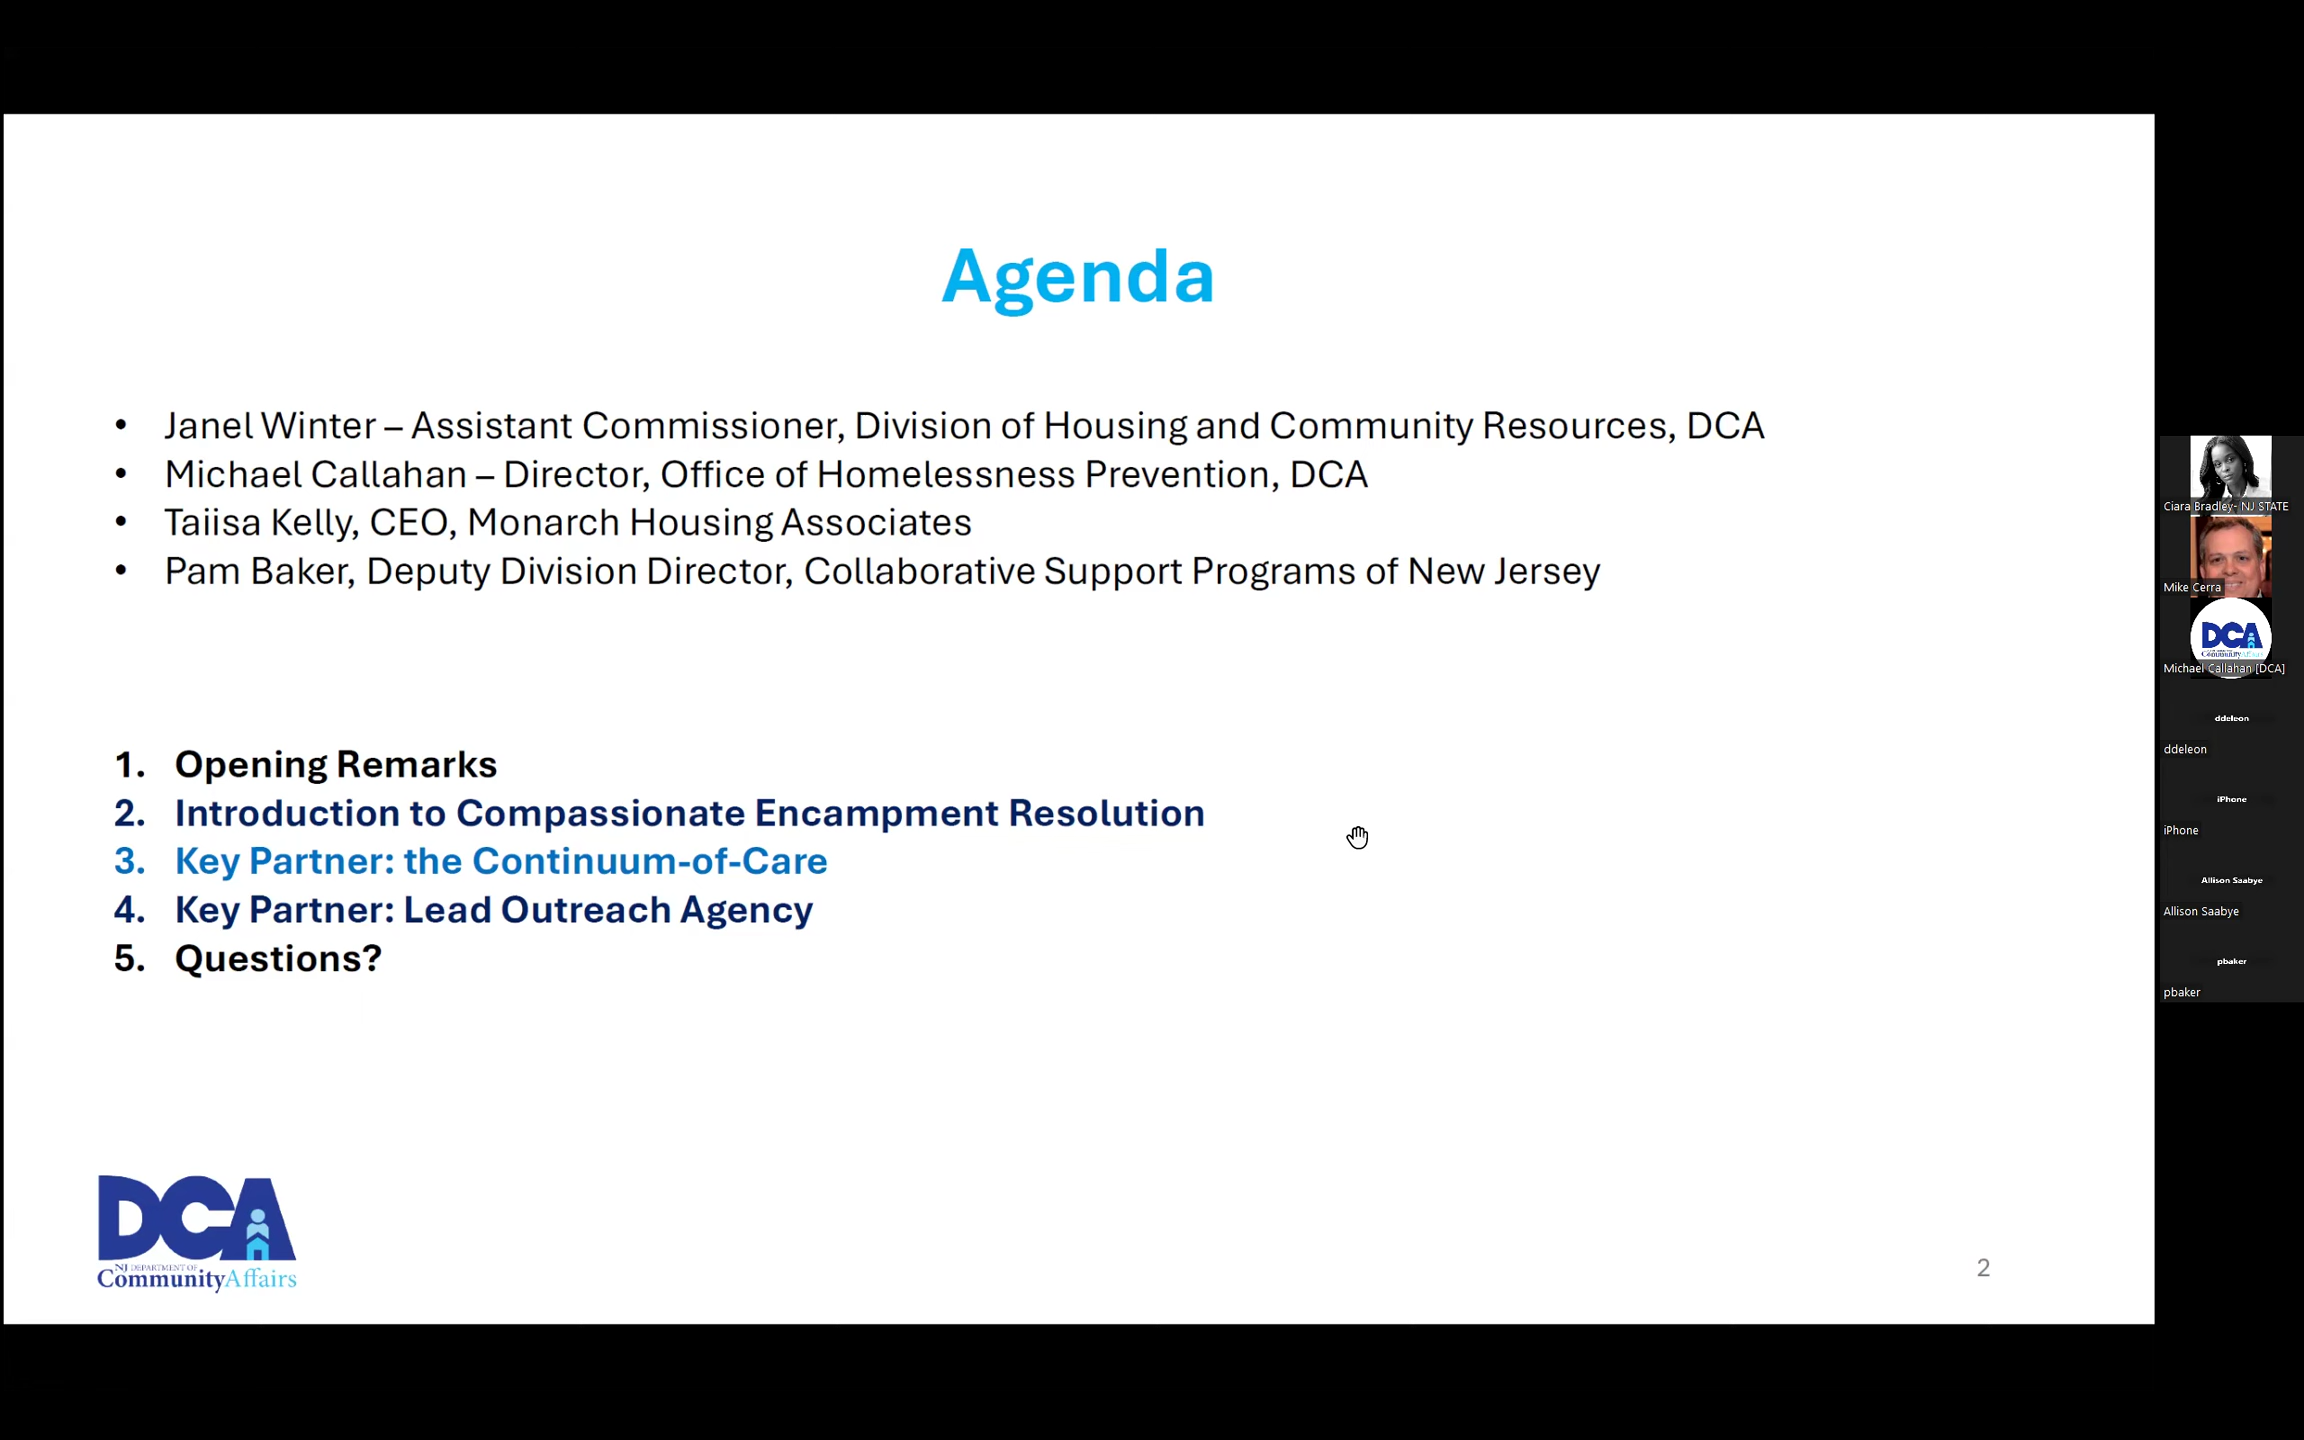 Agenda
• Janel Winter – Assistant Commissioner, Division of Housing and Community Resources, DCA
• Michael Callahan – Director, Office of Homelessness Prevention, DCA
• Taiisa Kelly, CEO, Monarch Housing Associates
• Pam Baker, Deputy Division Director, Collaborative Support Programs of New Jersey
1. Opening Remarks
2. Introduction to Compassionate Encampment Resolution
3. Key Partner: the Continuum-of-Care
4. Key Partner: Lead Outreach Agency
5. Questions?
DCA
NJ DEPARTMENT OF
CommunityAffairs
2
Ciara Bradley- NJ STATE
Mike Cerra
DCA
CommunityAffairs
Michael Callahan [DCA]
ddeleon
ddeleon
iPhone
iPhone
Allison Saabye
Allison Saabye
pbaker
pbaker